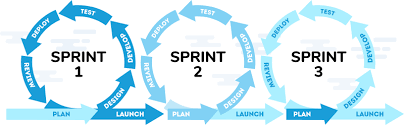 TEST
DEPLOY
DEVELOP
REVIEW
DESIGN
SPRINT
1
PLAN
LAUNCH
TEST
DEPLOY
DEVELOP
REVIEW
DESIGN
SPRINT
2
PLAN
LAUNCH
TEST
DEPLOY
DEVELOP
REVIEW
DESIGN
SPRINT
3
PLAN
LAUNCH